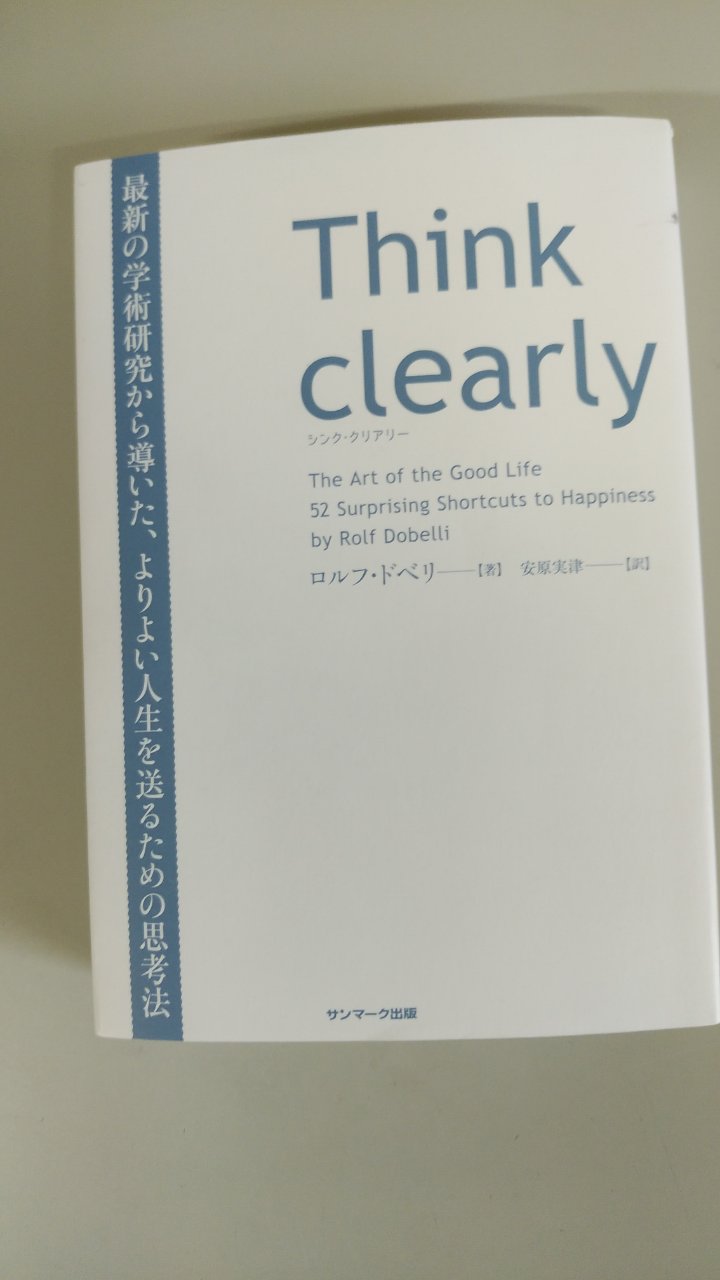 最新の学術研究から導いた、よりよい人生を送るための思考法
Think
clearly
シンク・クリアリー
The Art of the Good Life
52 Surprising Shortcuts to Happiness
by Rolf Dobelli
ロルフ・ドベリ——【著】 安原実津——【訳】
サンマーク出版